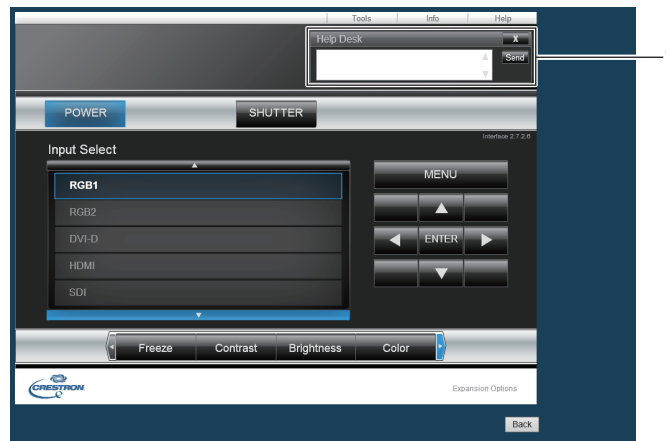 Tools Info Help
Help Desk X
Send
POWER SHUTTER
Interface 2.7.2.6
Input Select
RGB1
MENU
RGB2
DVI-D
ENTER
HDMI
SDI
Freeze Contrast Brightness Color
CRESTRON
Expansion Options
Back